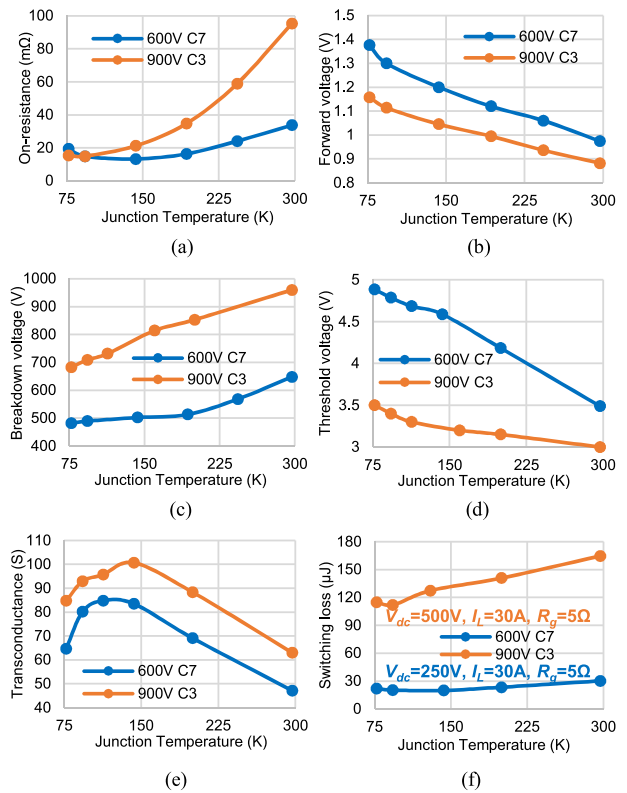 100
80
60
40
20
0
On-resistance (mΩ)
600V C7
900V C3
75
150
225
300
Junction Temperature (K)
(a)
1.5
1.4
1.3
1.2
1.1
1
0.9
0.8
Forward voltage (V)
600V C7
900V C3
75
150
225
300
Junction Temperature (K)
(b)
1000
900
800
700
600
500
400
Breakdown voltage (V)
600V C7
900V C3
75
150
225
300
Junction Temperature (K)
(c)
5
4.5
4
3.5
3
Threshold voltage (V)
600V C7
900V C3
75
150
225
300
Junction Temperature (K)
(d)
110
100
90
80
70
60
50
40
Transconductance (S)
600V C7
900V C3
75
150
225
300
Junction Temperature (K)
(e)
180
150
120
90
60
30
0
Switching loss (µJ)
Vdc=500V, IL=30A, Rg=5Ω
600V C7
900V C3
Vdc=250V, IL=30A, Rg=5Ω
75
150
225
300
Junction Temperature (K)
(f)